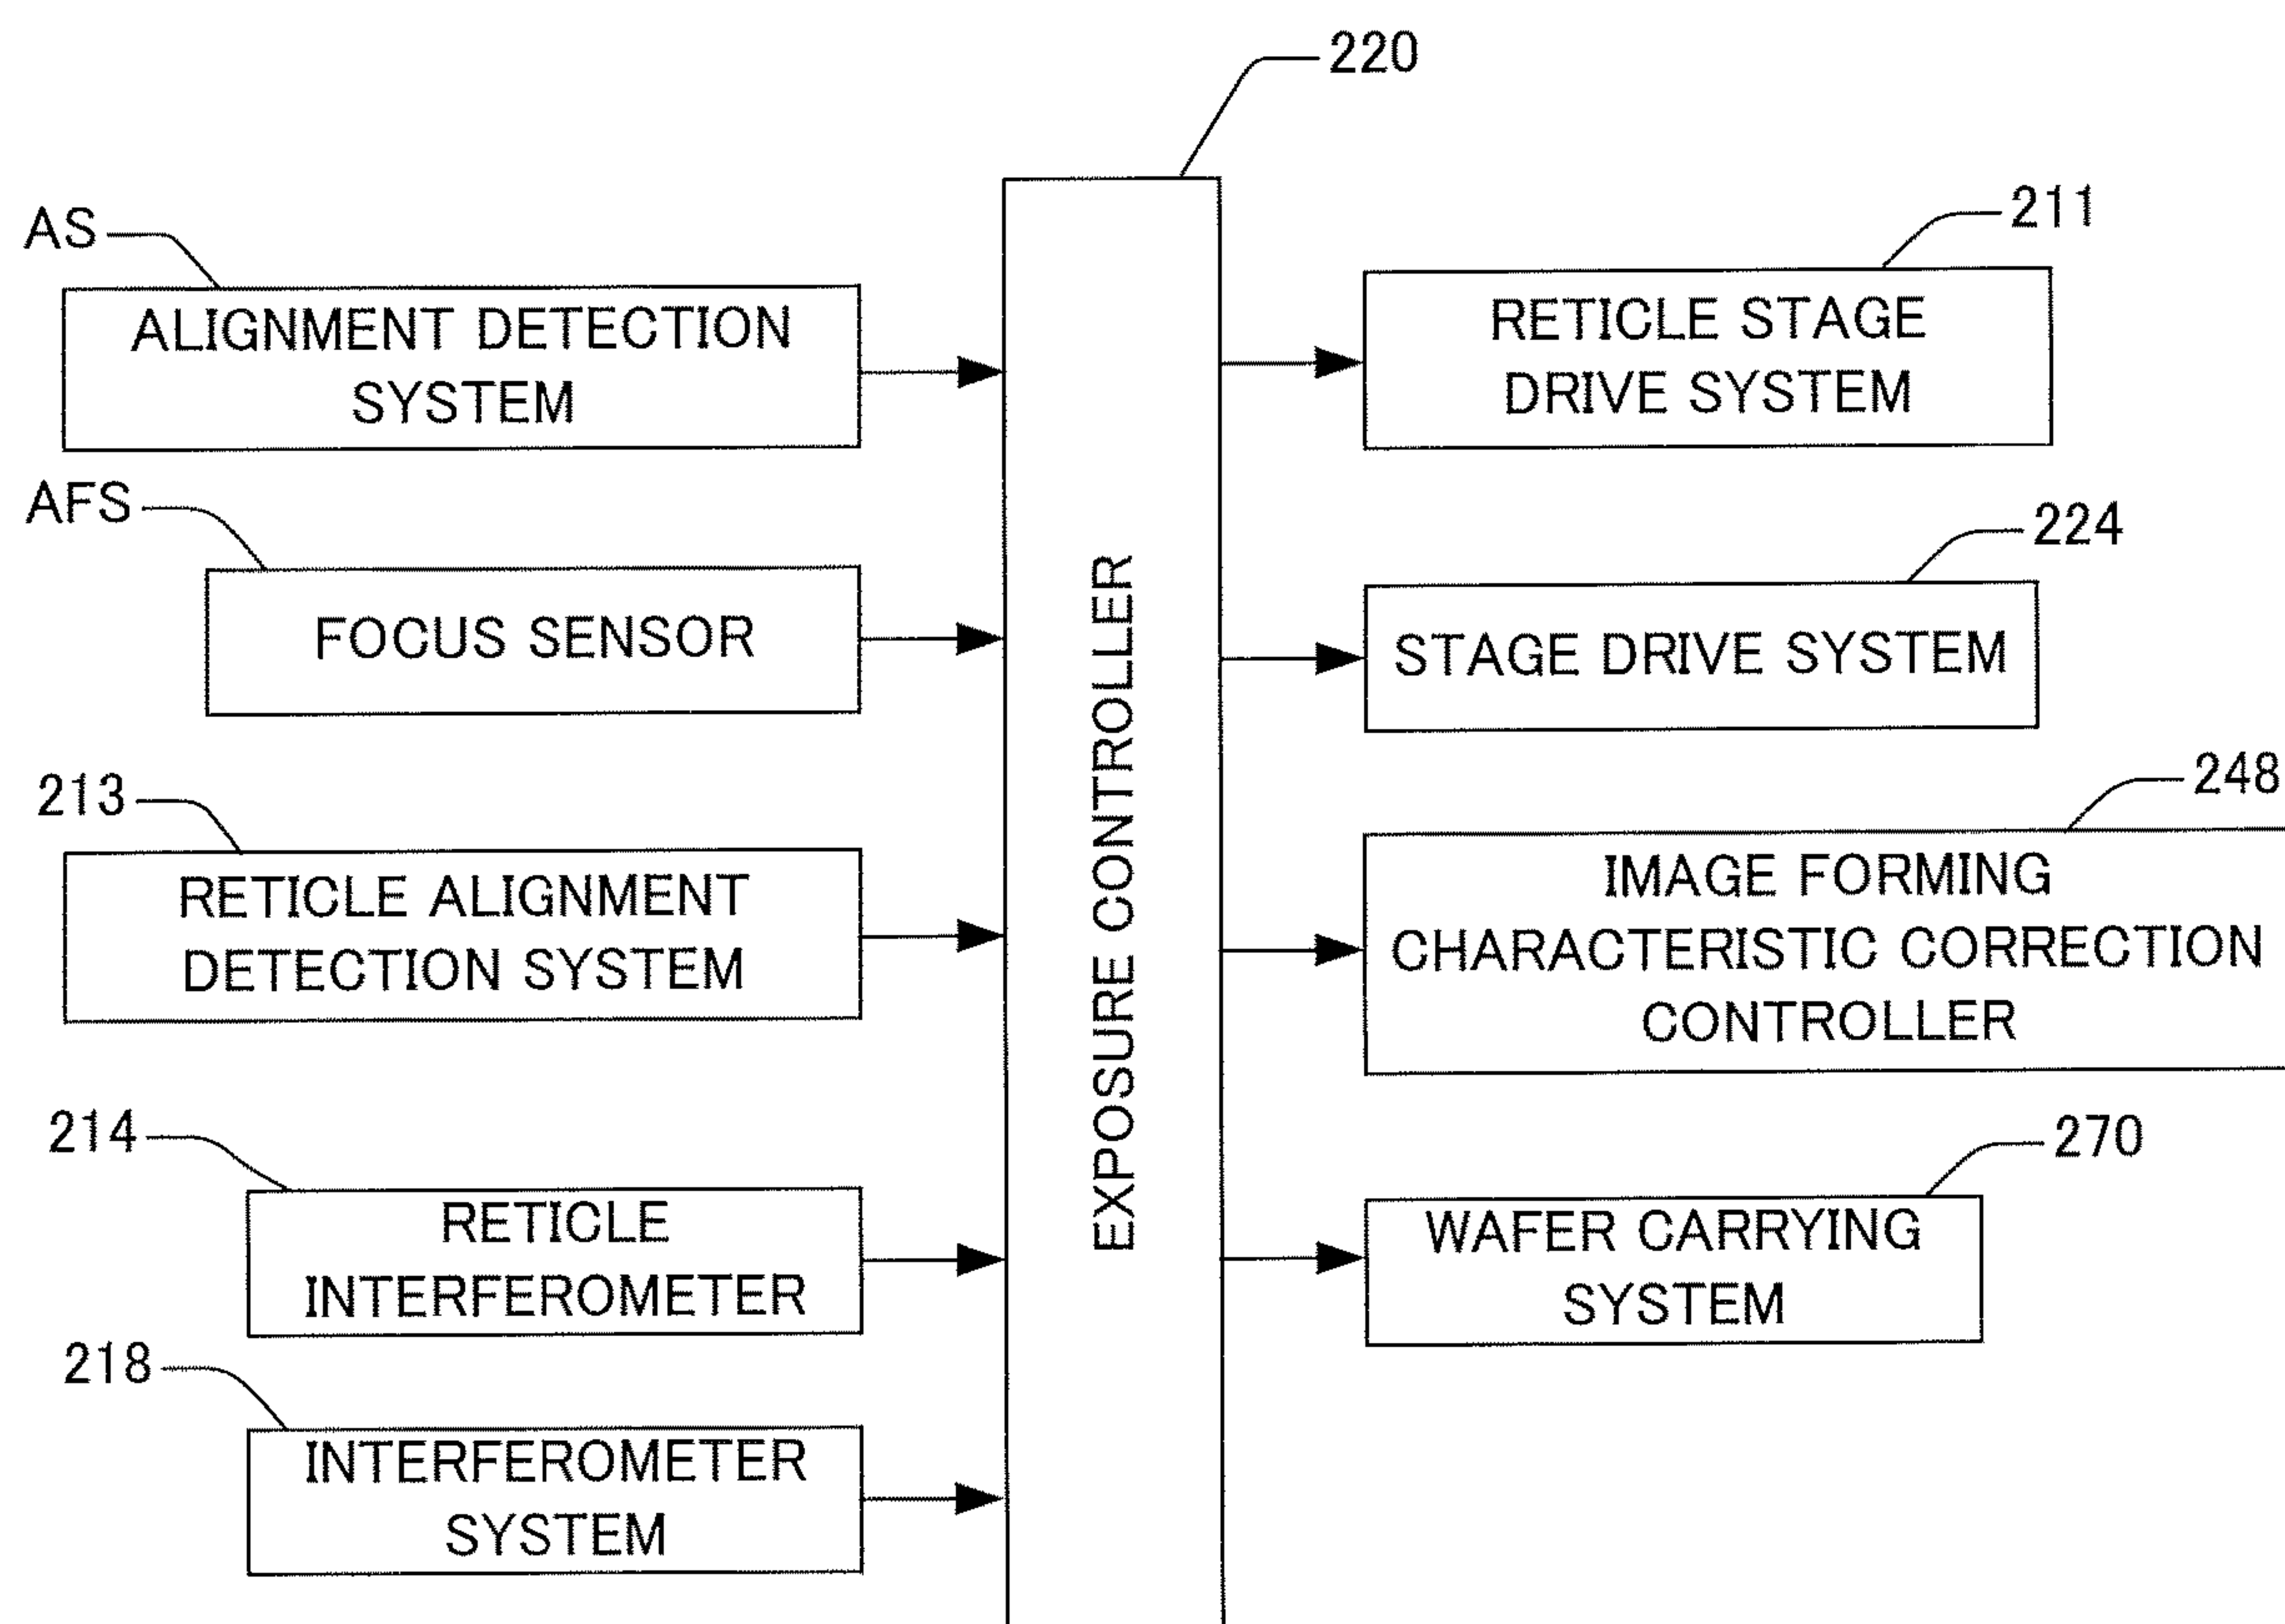 220
AS
ALIGNMENT DETECTION
SYSTEM
AFS
FOCUS SENSOR
213
RETICLE ALIGNMENT
DETECTION SYSTEM
214
RETICLE
INTERFEROMETER
218
INTERFEROMETER
SYSTEM
EXPOSURE CONTROLLER
211
RETICLE STAGE
DRIVE SYSTEM
224
STAGE DRIVE SYSTEM
248
IMAGE FORMING
CHARACTERISTIC CORRECTION
CONTROLLER
270
WAFER CARRYING
SYSTEM